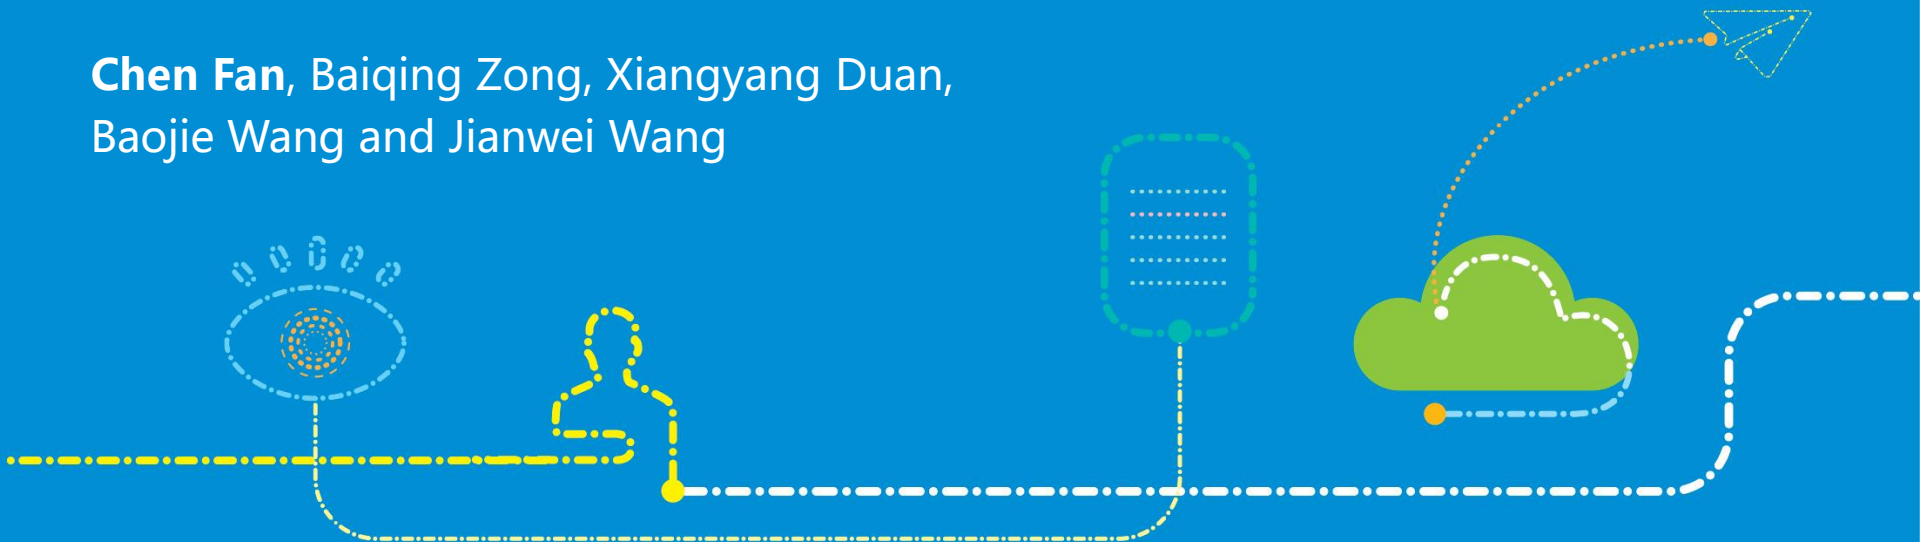 Chen Fan, Baiqing Zong, Xiangyang Duan,
Baojie Wang and Jianwei Wang